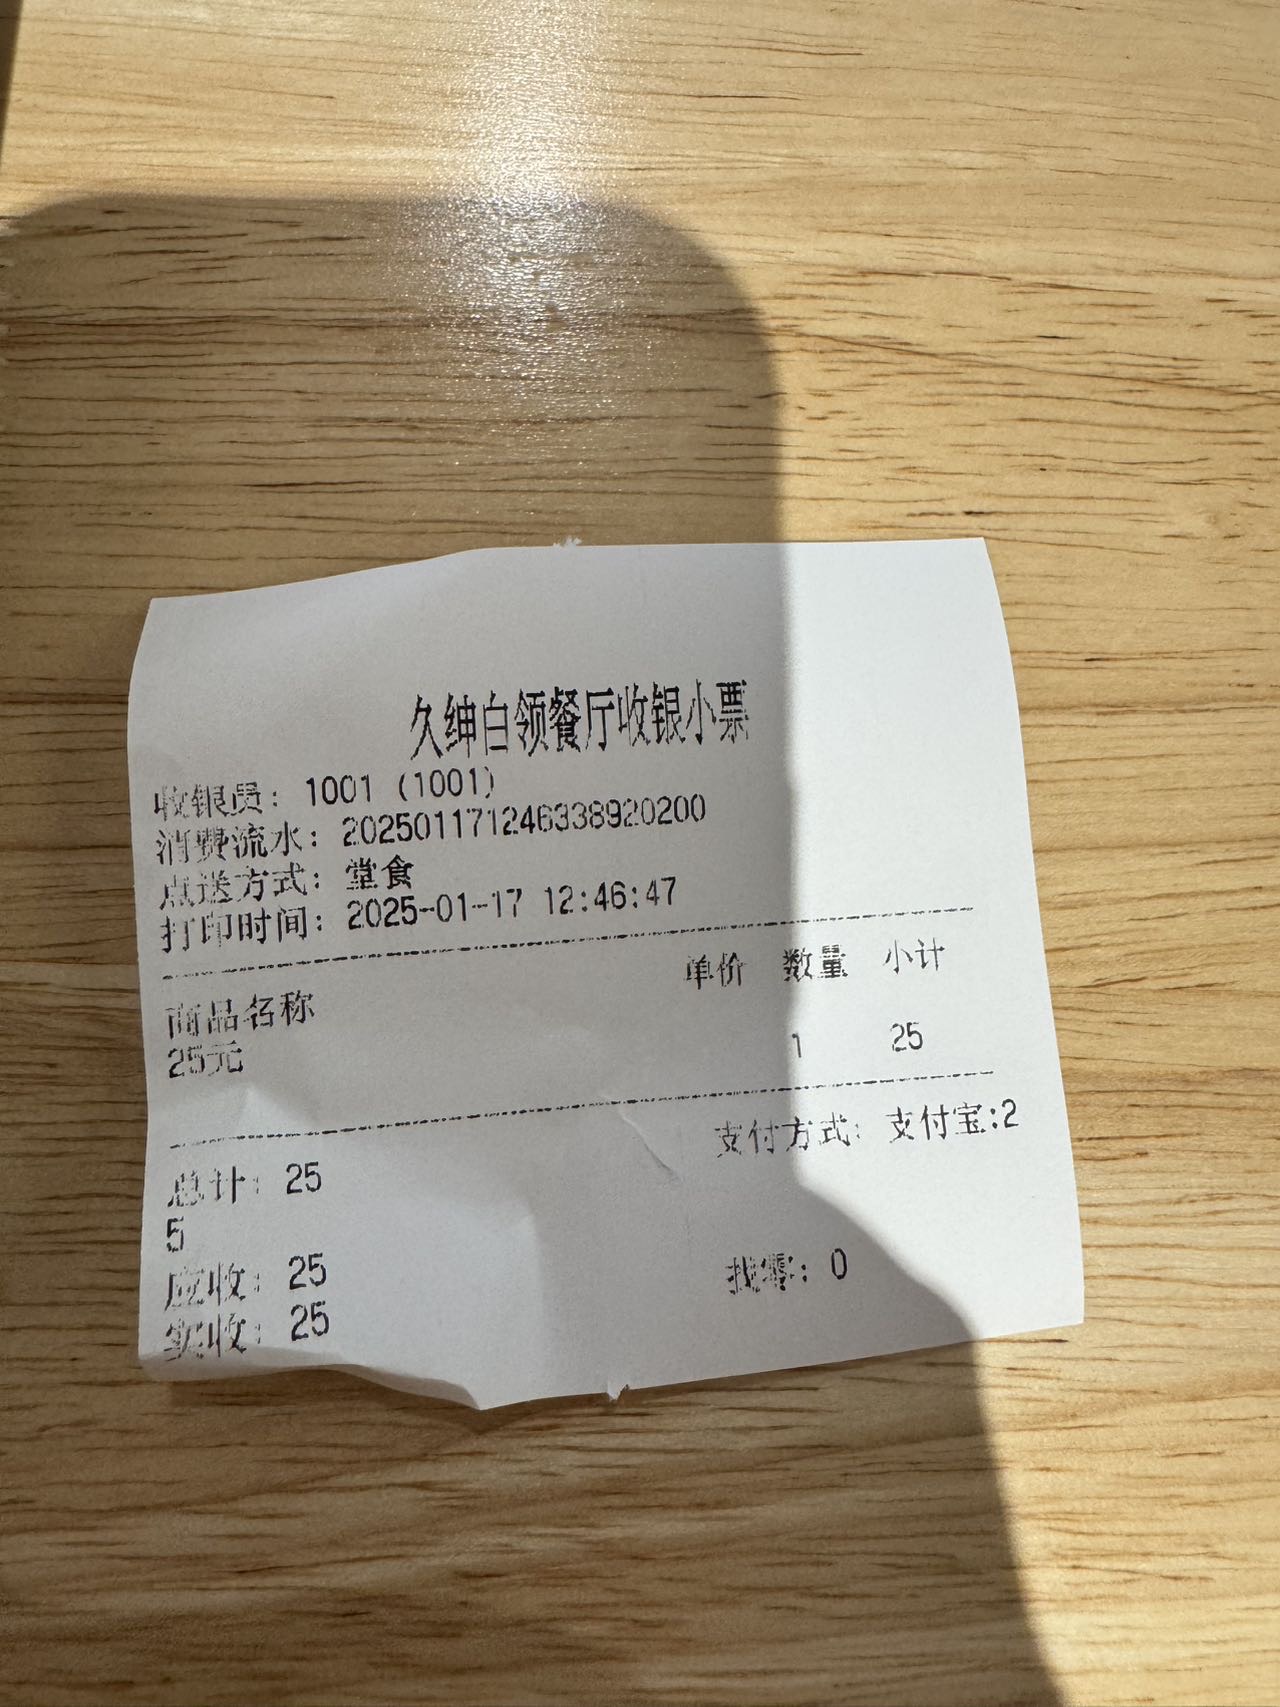 久绅白领餐厅收银小票
收银员: 1001 (1001)
消费流水: 20250117124633892​0200
点送方式: 堂食
打印时间: 2025-01-17 12:46:47
商品名称 单价 数量 小计
25元 1 25
总计: 25 支付方式: 支付宝:2
5
应收: 25
实收: 25 找零: 0